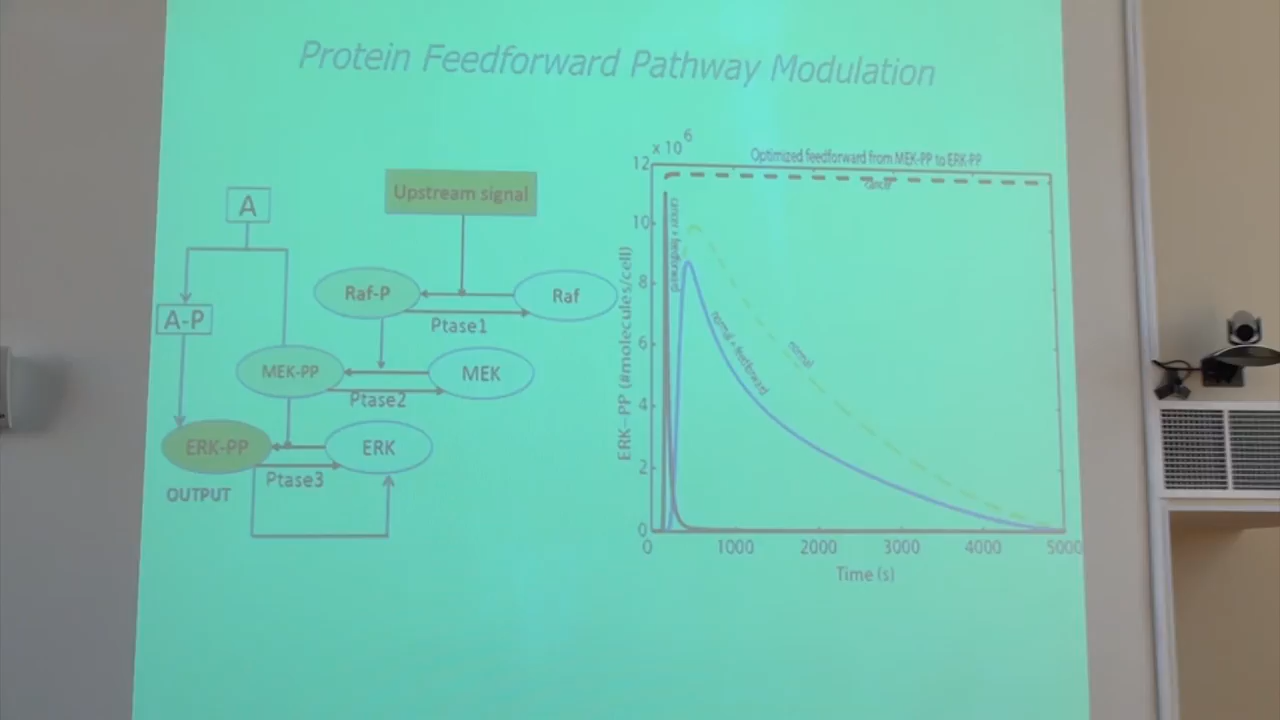 Protein Feedforward Pathway Modulation
A
Upstream signal
Raf-P
Raf
A-P
Ptase1
MEK-PP
MEK
Ptase2
ERK-PP
ERK
Ptase3
OUTPUT
x 10 6
Optimized feedforward from MEK-PP to ERK-PP
12
10
8
6
4
2
0
ERK-PP (#molecules/cell)
cancer
cancer + feedforward
normal + feedforward
normal
0 1000 2000 3000 4000 5000
Time (s)